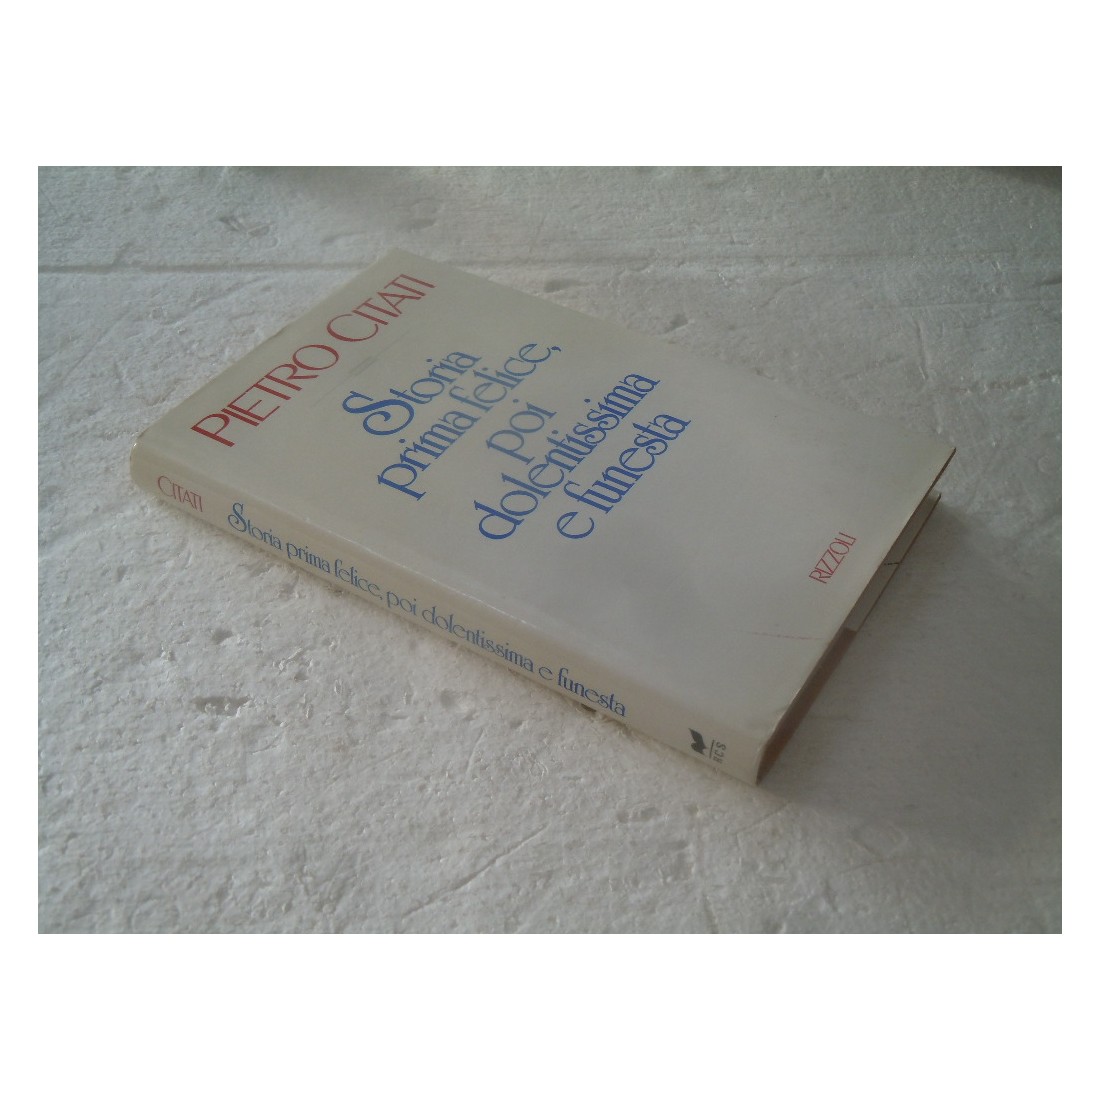 PIETRO CITATI
Storia
prima felice,
poi
dolentissima
e funesta
RIZZOLI
CITATI Storia prima felice, poi dolentissima e funesta RCS